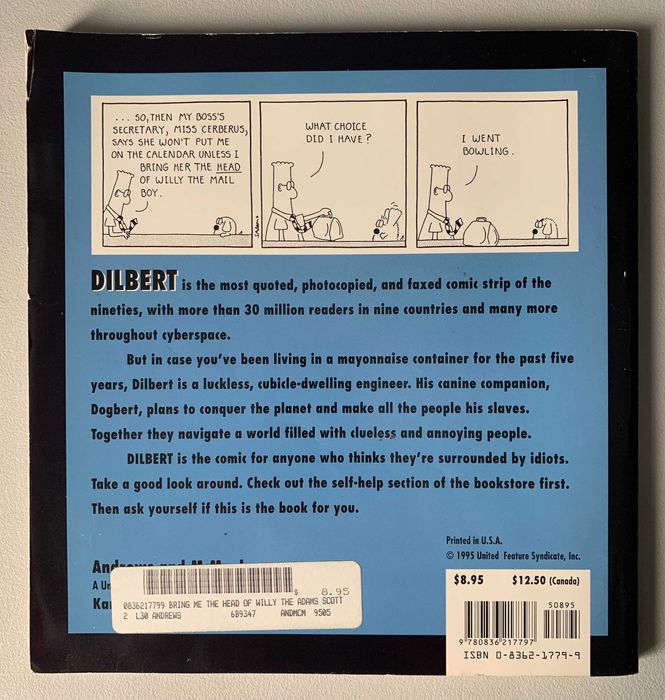 ... SO, THEN MY BOSS'S
SECRETARY, MISS CERBERUS,
SAYS SHE WON'T PUT ME
ON THE CALENDAR UNLESS I
BRING HER THE HEAD
OF WILLY THE MAIL
BOY.
WHAT CHOICE
DID I HAVE?
I WENT
BOWLING.
DILBERT is the most quoted, photocopied, and faxed comic strip of the
nineties, with more than 30 million readers in nine countries and many more
throughout cyberspace.
But in case you've been living in a mayonnaise container for the past five
years, Dilbert is a luckless, cubicle-dwelling engineer. His canine companion,
Dogbert, plans to conquer the planet and make all the people his slaves.
Together they navigate a world filled with clueless and annoying people.
DILBERT is the comic for anyone who thinks they're surrounded by idiots.
Take a good look around. Check out the self-help section of the bookstore first.
Then ask yourself if this is the book for you.
Printed in U.S.A.
© 1995 United Feature Syndicate, Inc.
A Un
Kan
$ 8.95
0836217799 BRING ME THE HEAD OF WILLY THE ADAMS SCOTT
2 L30 ANDREWS 6B9347 ANDMCM 9505
$8.95 $12.50 (Canada)
50895
9 780836 217797
ISBN 0-8362-1779-9